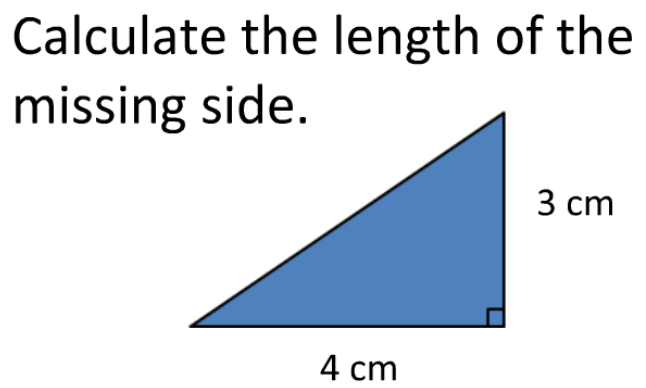 Calculate the length of the
missing side.
3 cm
4 cm